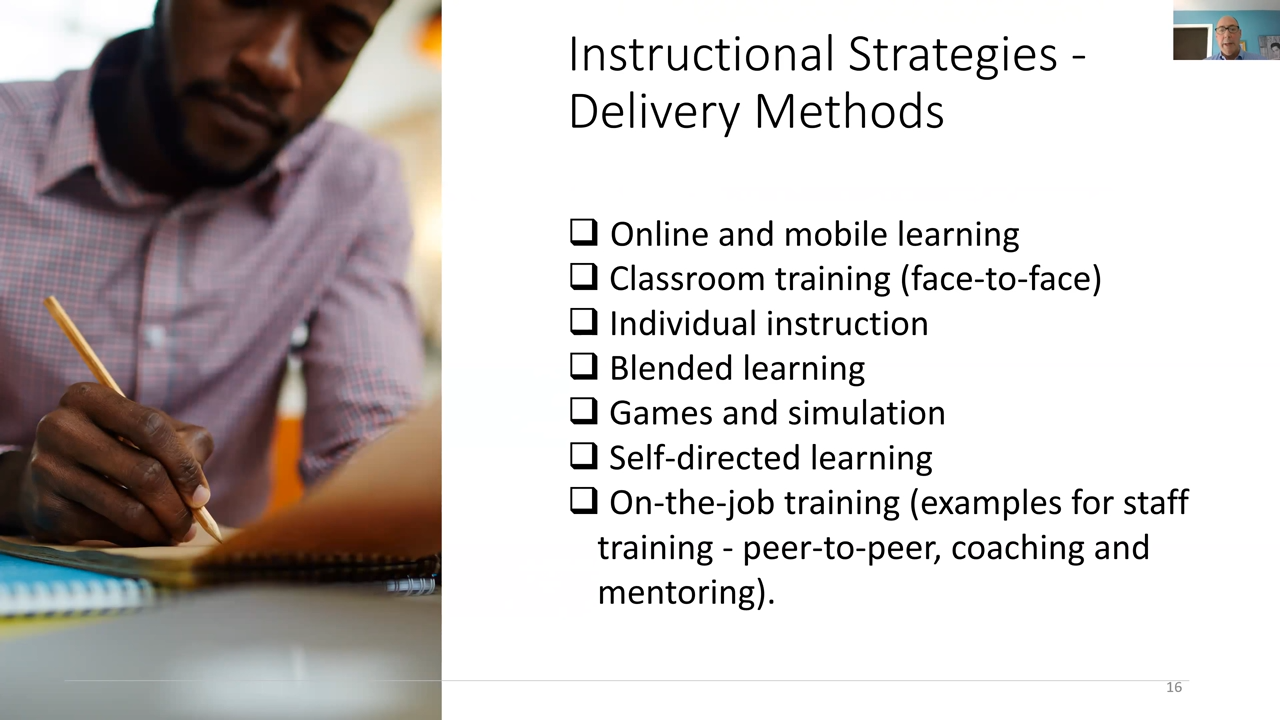 Instructional Strategies -
Delivery Methods
❑ Online and mobile learning
❑ Classroom training (face-to-face)
❑ Individual instruction
❑ Blended learning
❑ Games and simulation
❑ Self-directed learning
❑ On-the-job training (examples for staff
training - peer-to-peer, coaching and
mentoring).
16